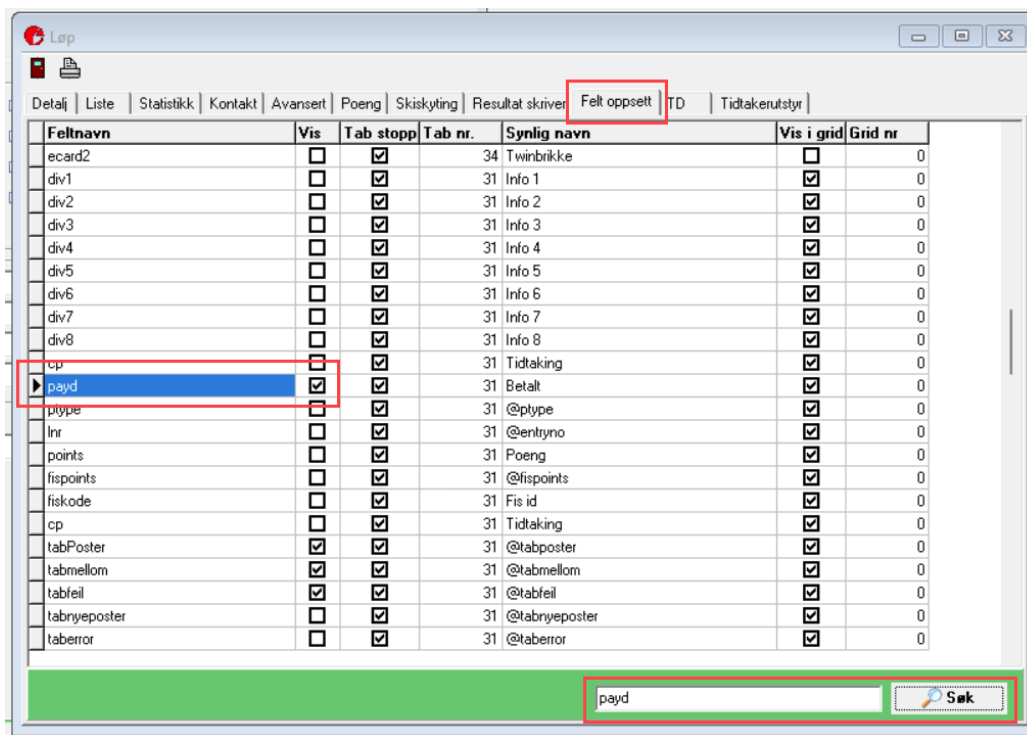 Løp
Detalj Liste Statistikk Kontakt Avansert Poeng Skiskyting Resultat skriver Felt oppsett TD Tidtakerutstyr
Feltnavn Vis Tab stopp Tab nr. Synlig navn Vis i grid Grid nr
ecard2 34 Twinbrikke 0
div1 31 Info 1 0
div2 31 Info 2 0
div3 31 Info 3 0
div4 31 Info 4 0
div5 31 Info 5 0
div6 31 Info 6 0
div7 31 Info 7 0
div8 31 Info 8 0
cp 31 Tidtaking 0
payd 31 Betalt 0
ptype 31 @ptype 0
lnr 31 @entryno 0
points 31 Poeng 0
fispoints 31 @fispoints 0
fiskode 31 Fis id 0
cp 31 Tidtaking 0
tabPoster 31 @tabposter 0
tabmellom 31 @tabmellom 0
tabfeil 31 @tabfeil 0
tabnyeposter 31 @tabnyeposter 0
taberror 31 @taberror 0
payd Søk